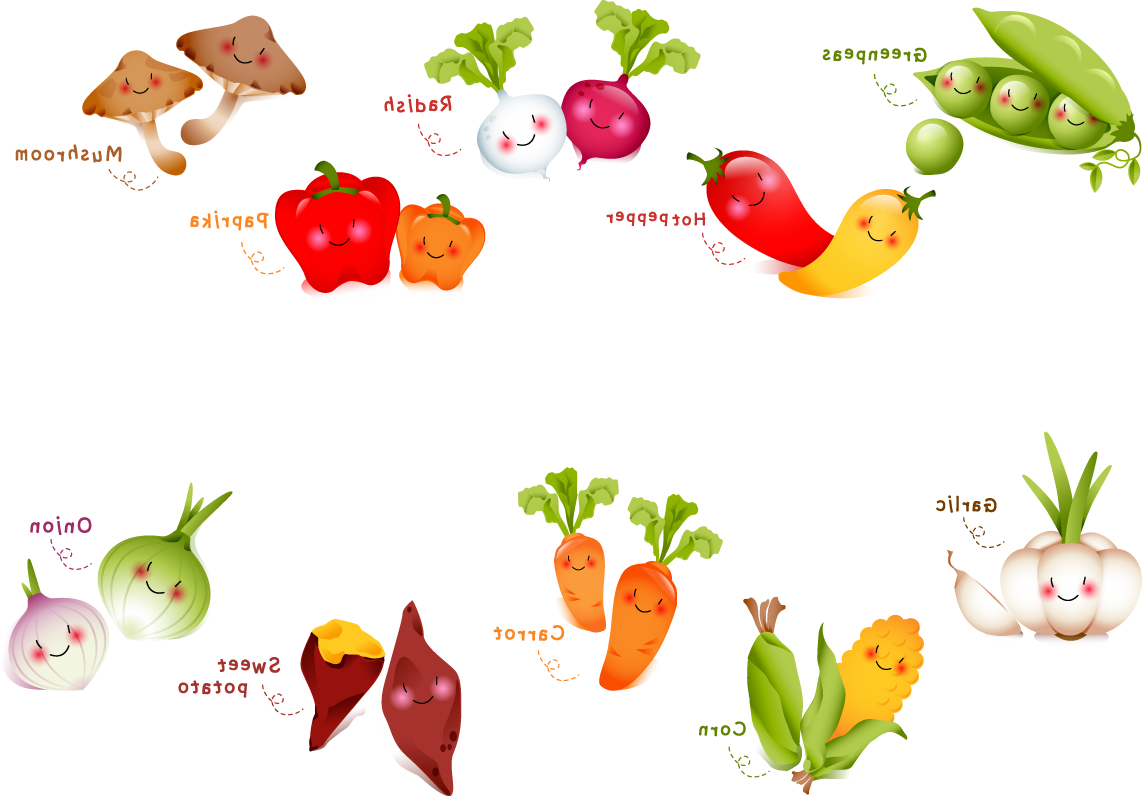 Mushroom
Radish
Greenpeas
Paprika
Hotpepper
Onion
Sweet
potato
Carrot
Corn
Garlic